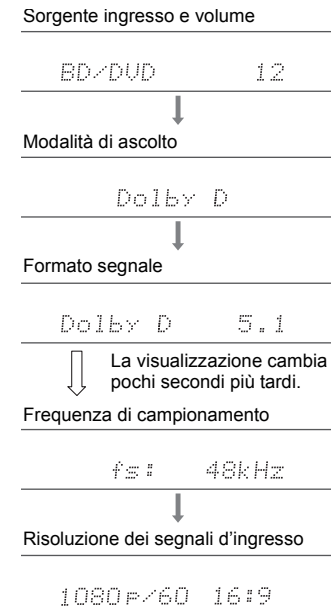 Sorgente ingresso e volume
BD/DVD 12
Modalità di ascolto
Dolby D
Formato segnale
Dolby D 5.1
La visualizzazione cambia
pochi secondi più tardi.
Frequenza di campionamento
fs: 48kHz
Risoluzione dei segnali d'ingresso
1080p/60 16:9